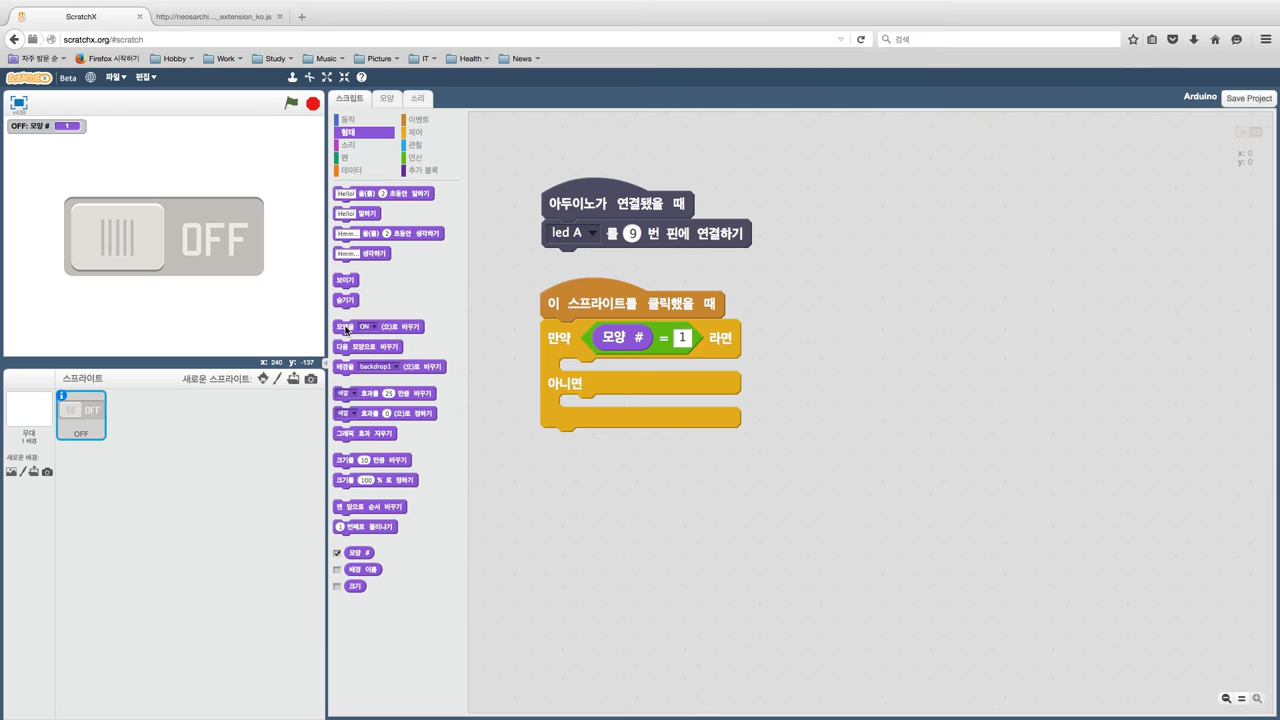 ScratchX
http://neosarchi..._extension_ko.js
scratchx.org/#scratch
검색
자주 방문 순
Firefox 시작하기
Hobby
Work
Study
Music
Picture
IT
Health
News
SCRATCHX
Beta
파일
편집
v439
OFF: 모양 # 1
OFF
x: 240 y: -137
스프라이트
새로운 스프라이트:
무대
1 배경
새로운 배경:
OFF
OFF
스크립트
모양
소리
동작
이벤트
형태
제어
소리
관찰
펜
연산
데이터
추가 블록
Hello! 을(를) 2 초동안 말하기
Hello! 말하기
Hmm... 을(를) 2 초동안 생각하기
Hmm... 생각하기
보이기
숨기기
모양을 ON (으)로 바꾸기
다음 모양으로 바꾸기
배경을 backdrop1 (으)로 바꾸기
색깔 효과를 25 만큼 바꾸기
색깔 효과를 0 (으)로 정하기
그래픽 효과 지우기
크기를 10 만큼 바꾸기
크기를 100 % 로 정하기
맨 앞으로 순서 바꾸기
1 번째로 물러나기
모양 #
배경 이름
크기
Arduino
Save Project
x: 0
y: 0
아두이노가 연결됐을 때
led A 를 9 번 핀에 연결하기
이 스프라이트를 클릭했을 때
만약 모양 # = 1 라면
아니면